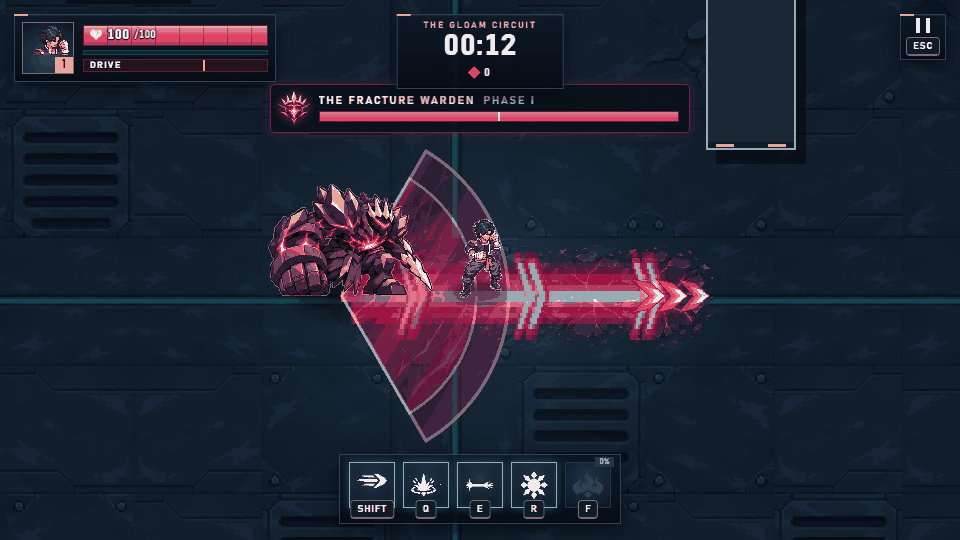 100 /100
1
DRIVE
THE GLOAM CIRCUIT
00:12
0
ESC
THE FRACTURE WARDEN PHASE I
0%
SHIFT
Q
E
R
F